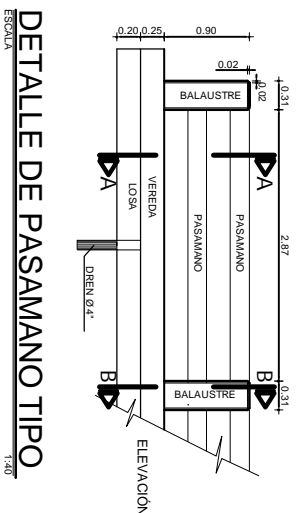 0.31
2.87
0.31
0.02
0.02
0.90
0.25
0.20
A
B
BALAUSTRE
PASAMANO
PASAMANO
BALAUSTRE
VEREDA
LOSA
A
B
DREN Ø 4"
ELEVACIÓN
DETALLE DE PASAMANO TIPO
ESCALA 1:40